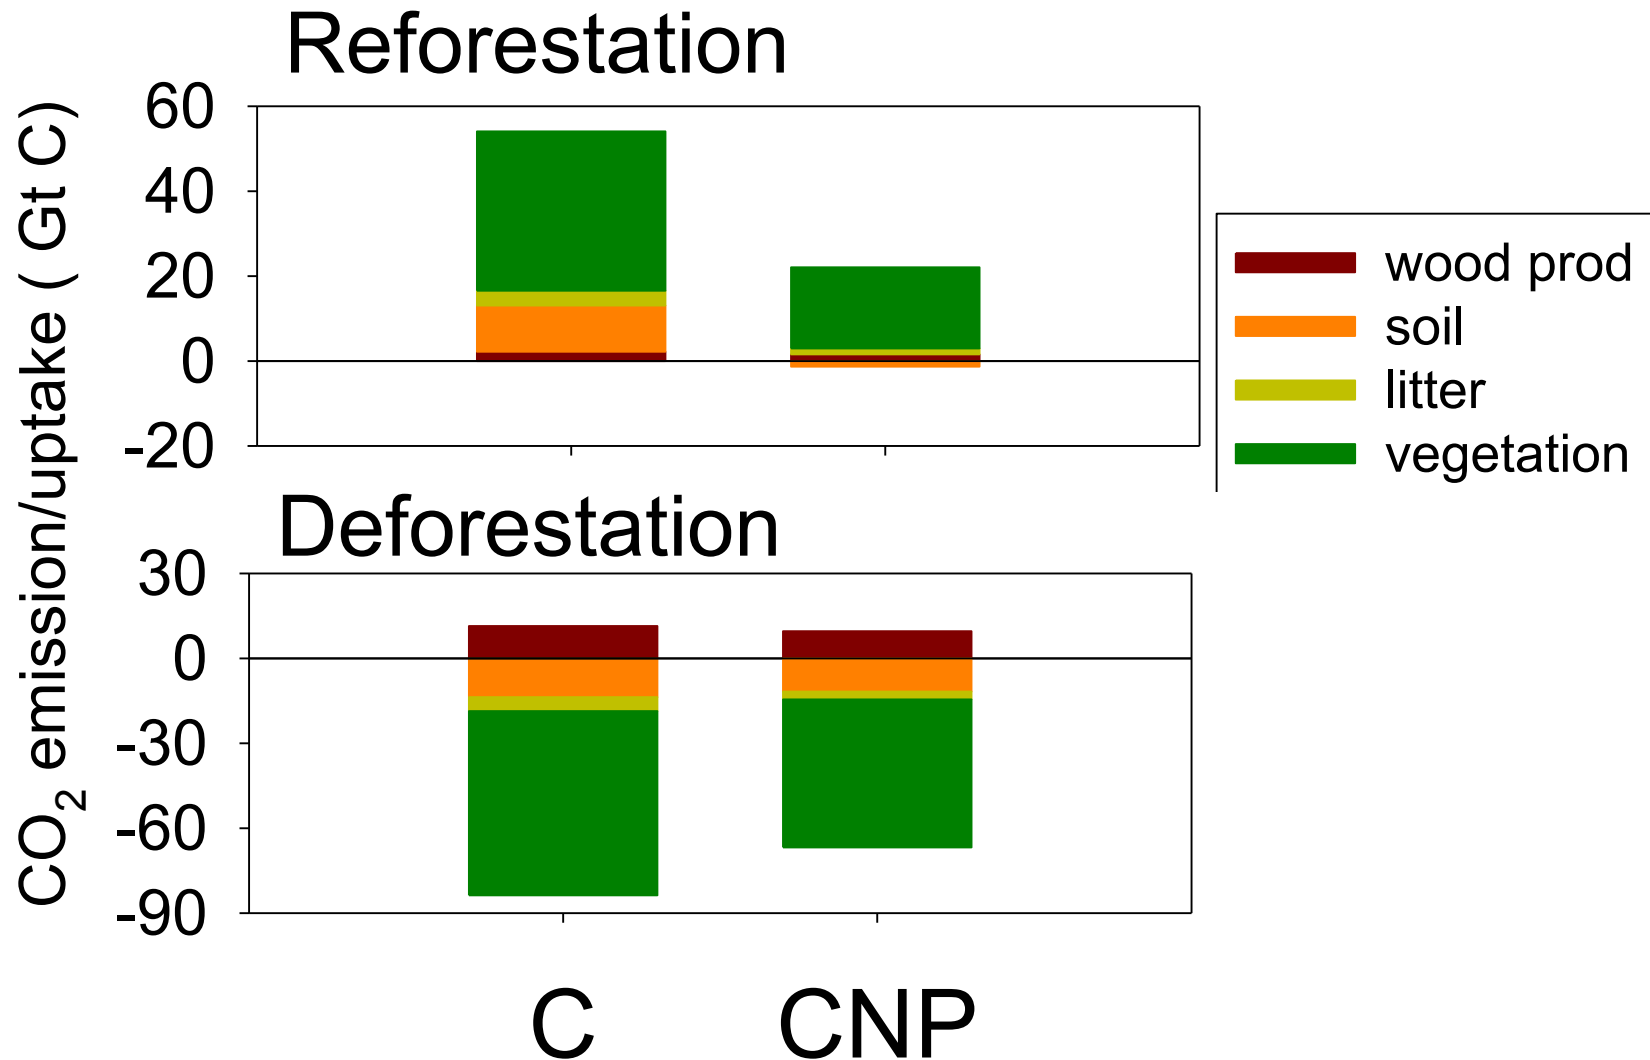 Reforestation
60
40
20
0
-20
CO2 emission/uptake ( Gt C)
wood prod
soil
litter
vegetation
Deforestation
30
0
-30
-60
-90
C CNP